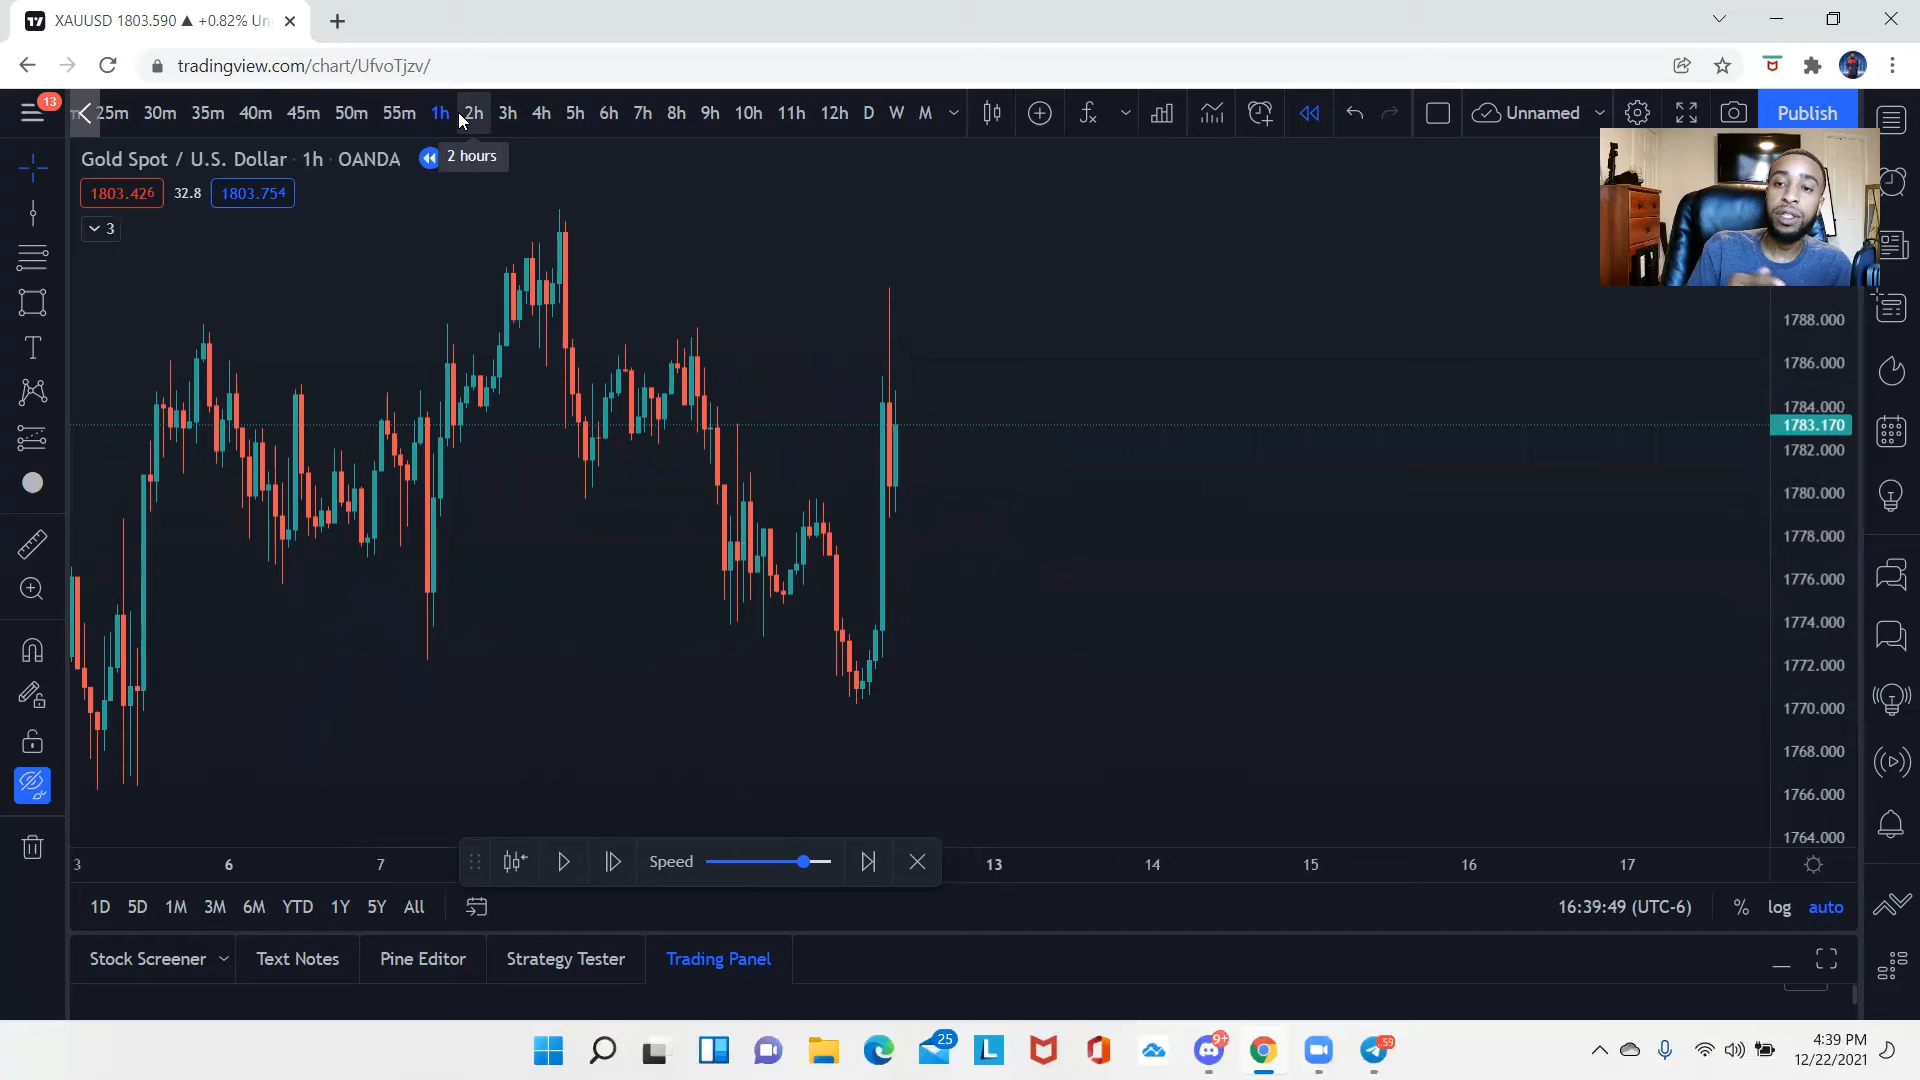 XAUUSD 1803.590 ▲ +0.82% Un
tradingview.com/chart/UfvoTjzv/
13
25m 30m 35m 40m 45m 50m 55m 1h 2h 3h 4h 5h 6h 7h 8h 9h 10h 11h 12h D W M
Unnamed
Publish
Gold Spot / U.S. Dollar · 1h · OANDA
2 hours
1803.426 32.8 1803.754
3
1788.000
1786.000
1784.000
1783.170
1782.000
1780.000
1778.000
1776.000
1774.000
1772.000
1770.000
1768.000
1766.000
1764.000
3 6 7 13 14 15 16 17
Speed
1D 5D 1M 3M 6M YTD 1Y 5Y All
16:39:49 (UTC-6) % log auto
Stock Screener Text Notes Pine Editor Strategy Tester Trading Panel
25
L
9+
59
4:39 PM
12/22/2021